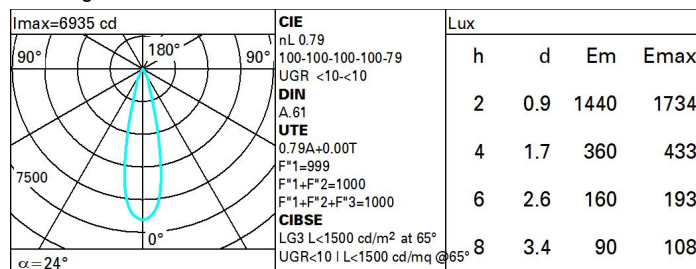 Imax=6935 cd
180°
90°
90°
7500
0°
α=24°
CIE
nL 0.79
100-100-100-100-79
UGR <10-<10
DIN
A.61
UTE
0.79A+0.00T
F"1=999
F"1+F"2=1000
F"1+F"2+F"3=1000
CIBSE
LG3 L<1500 cd/m² at 65°
UGR<10 | L<1500 cd/mq @65°
Lux
h d Em Emax
2 0.9 1440 1734
4 1.7 360 433
6 2.6 160 193
8 3.4 90 108